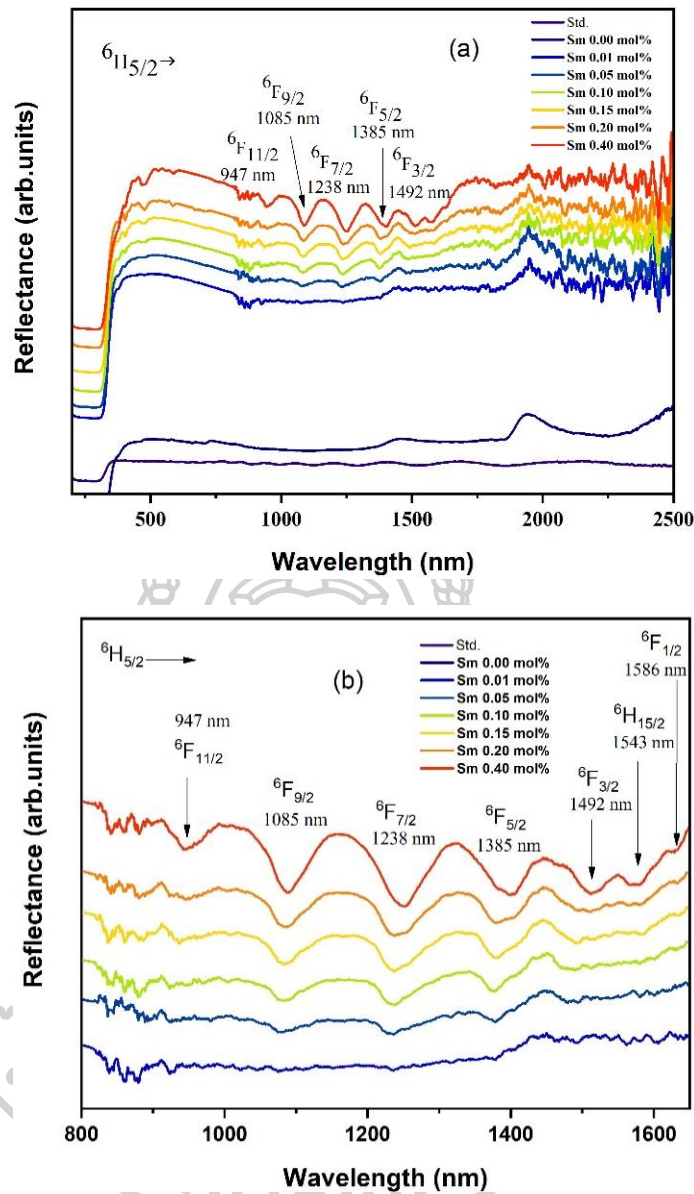 (a)
⁶H₅/₂→
Std.
Sm 0.00 mol%
Sm 0.01 mol%
Sm 0.05 mol%
Sm 0.10 mol%
Sm 0.15 mol%
Sm 0.20 mol%
Sm 0.40 mol%
⁶F₉/₂
1085 nm
⁶F₅/₂
1385 nm
⁶F₁₁/₂
947 nm
⁶F₇/₂
1238 nm
⁶F₃/₂
1492 nm
Reflectance (arb.units)
500
1000
1500
2000
2500
Wavelength (nm)
⁶H₅/₂
(b)
Std.
Sm 0.00 mol%
Sm 0.01 mol%
Sm 0.05 mol%
Sm 0.10 mol%
Sm 0.15 mol%
Sm 0.20 mol%
Sm 0.40 mol%
⁶F₁/₂
1586 nm
⁶H₁₅/₂
1543 nm
947 nm
⁶F₁₁/₂
⁶F₉/₂
1085 nm
⁶F₇/₂
1238 nm
⁶F₅/₂
1385 nm
⁶F₃/₂
1492 nm
Reflectance (arb.units)
800
1000
1200
1400
1600
Wavelength (nm)